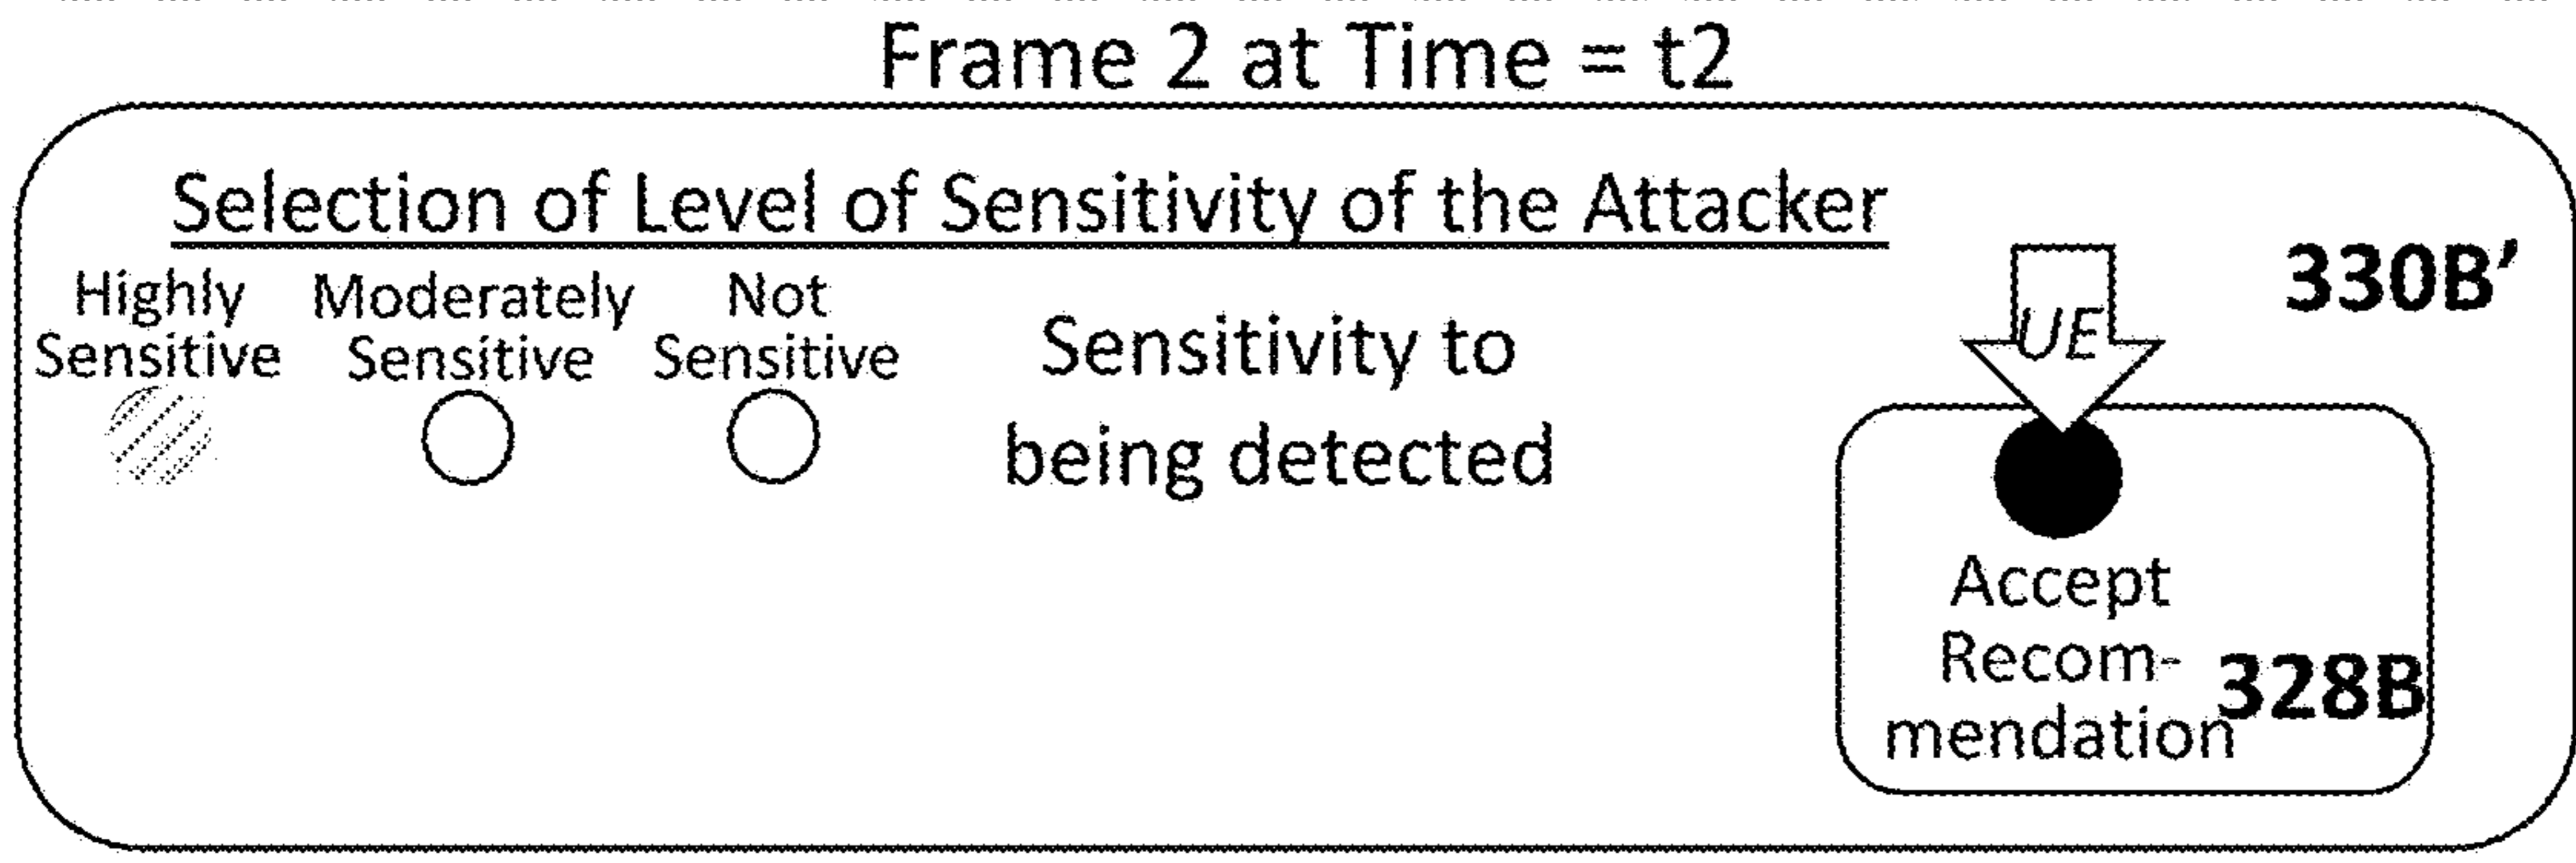 Frame 2 at Time = t2
Selection of Level of Sensitivity of the Attacker
Highly
Sensitive
Moderately
Sensitive
Not
Sensitive
Sensitivity to
being detected
UE
330B’
Accept
Recom-
mendation
328B